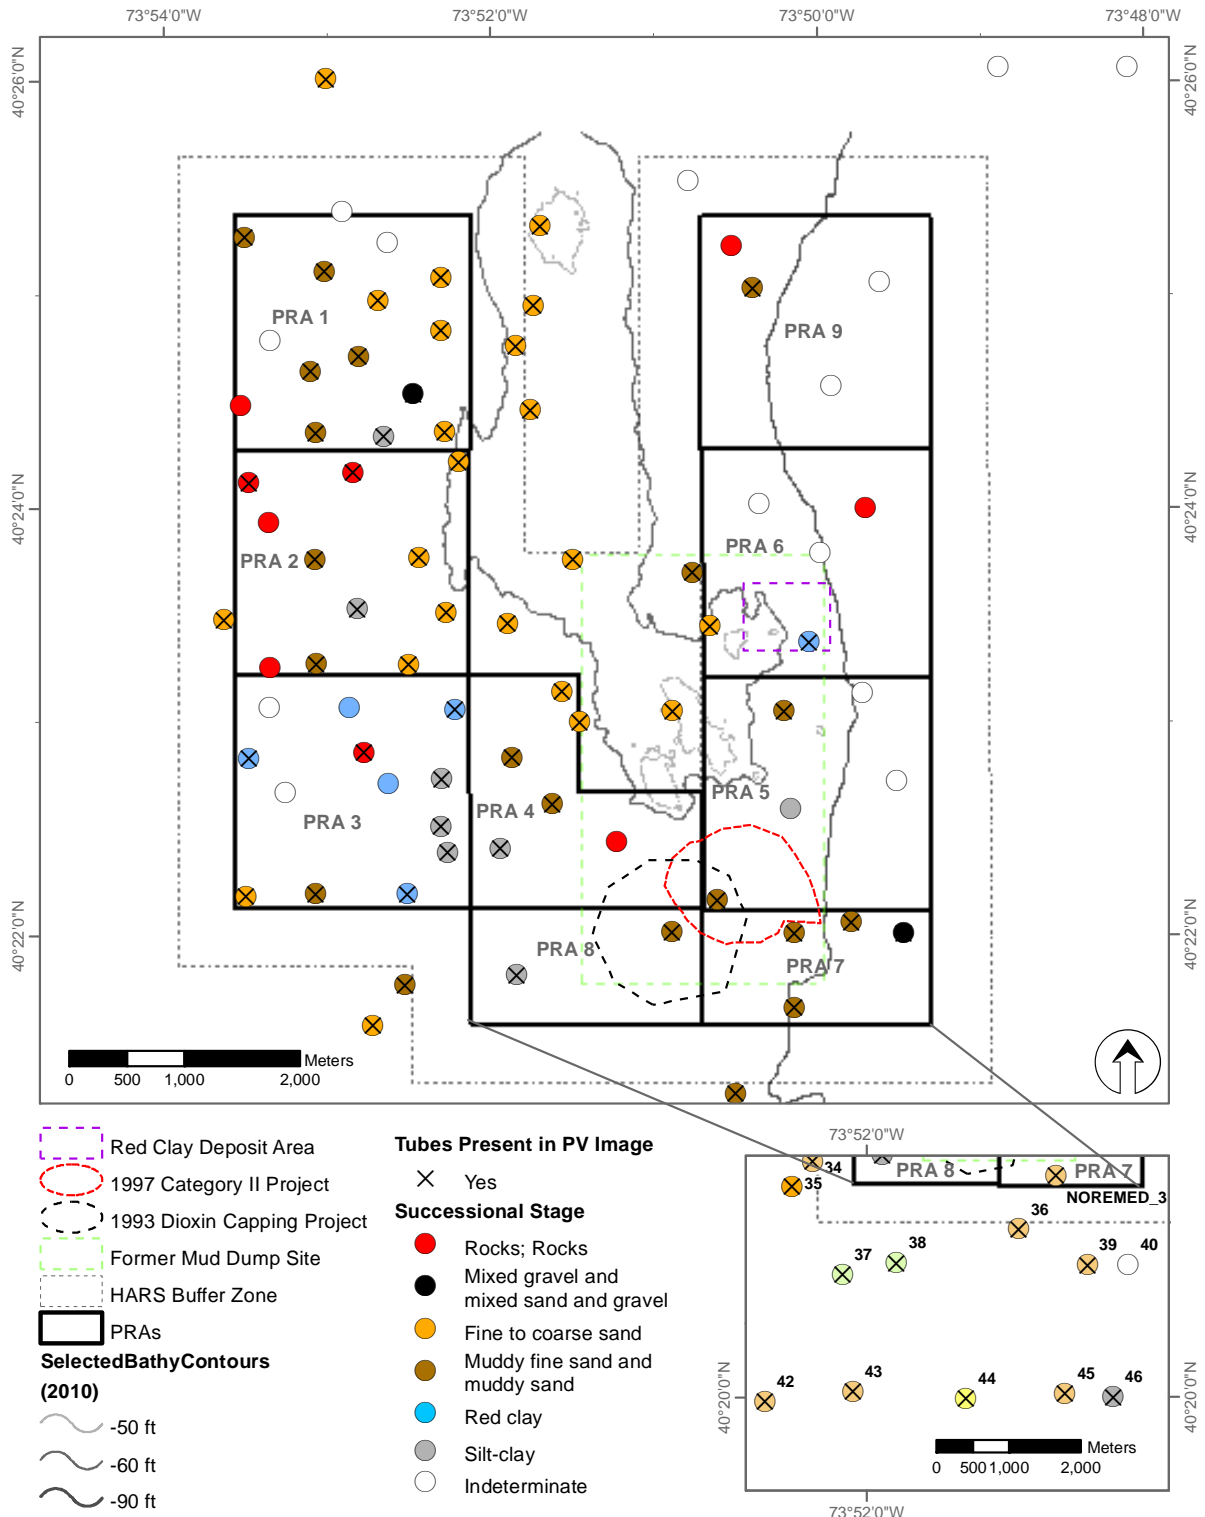 73°54'0"W
73°52'0"W
73°50'0"W
73°48'0"W
40°26'0"N
40°26'0"N
PRA 1
PRA 9
40°24'0"N
40°24'0"N
PRA 2
PRA 6
PRA 5
PRA 4
PRA 3
40°22'0"N
40°22'0"N
PRA 8
PRA 7
Meters
0 500 1,000 2,000
Red Clay Deposit Area
1997 Category II Project
1993 Dioxin Capping Project
Former Mud Dump Site
HARS Buffer Zone
PRAs
SelectedBathyContours
(2010)
-50 ft
-60 ft
-90 ft
Tubes Present in PV Image
Yes
Successional Stage
Rocks; Rocks
Mixed gravel and
mixed sand and gravel
Fine to coarse sand
Muddy fine sand and
muddy sand
Red clay
Silt-clay
Indeterminate
73°52'0"W
34
PRA 8
PRA 7
35
NOREMED_3
36
37
38
39
40
42
43
44
45
46
40°20'0"N
40°20'0"N
Meters
0 500 1,000 2,000
73°52'0"W